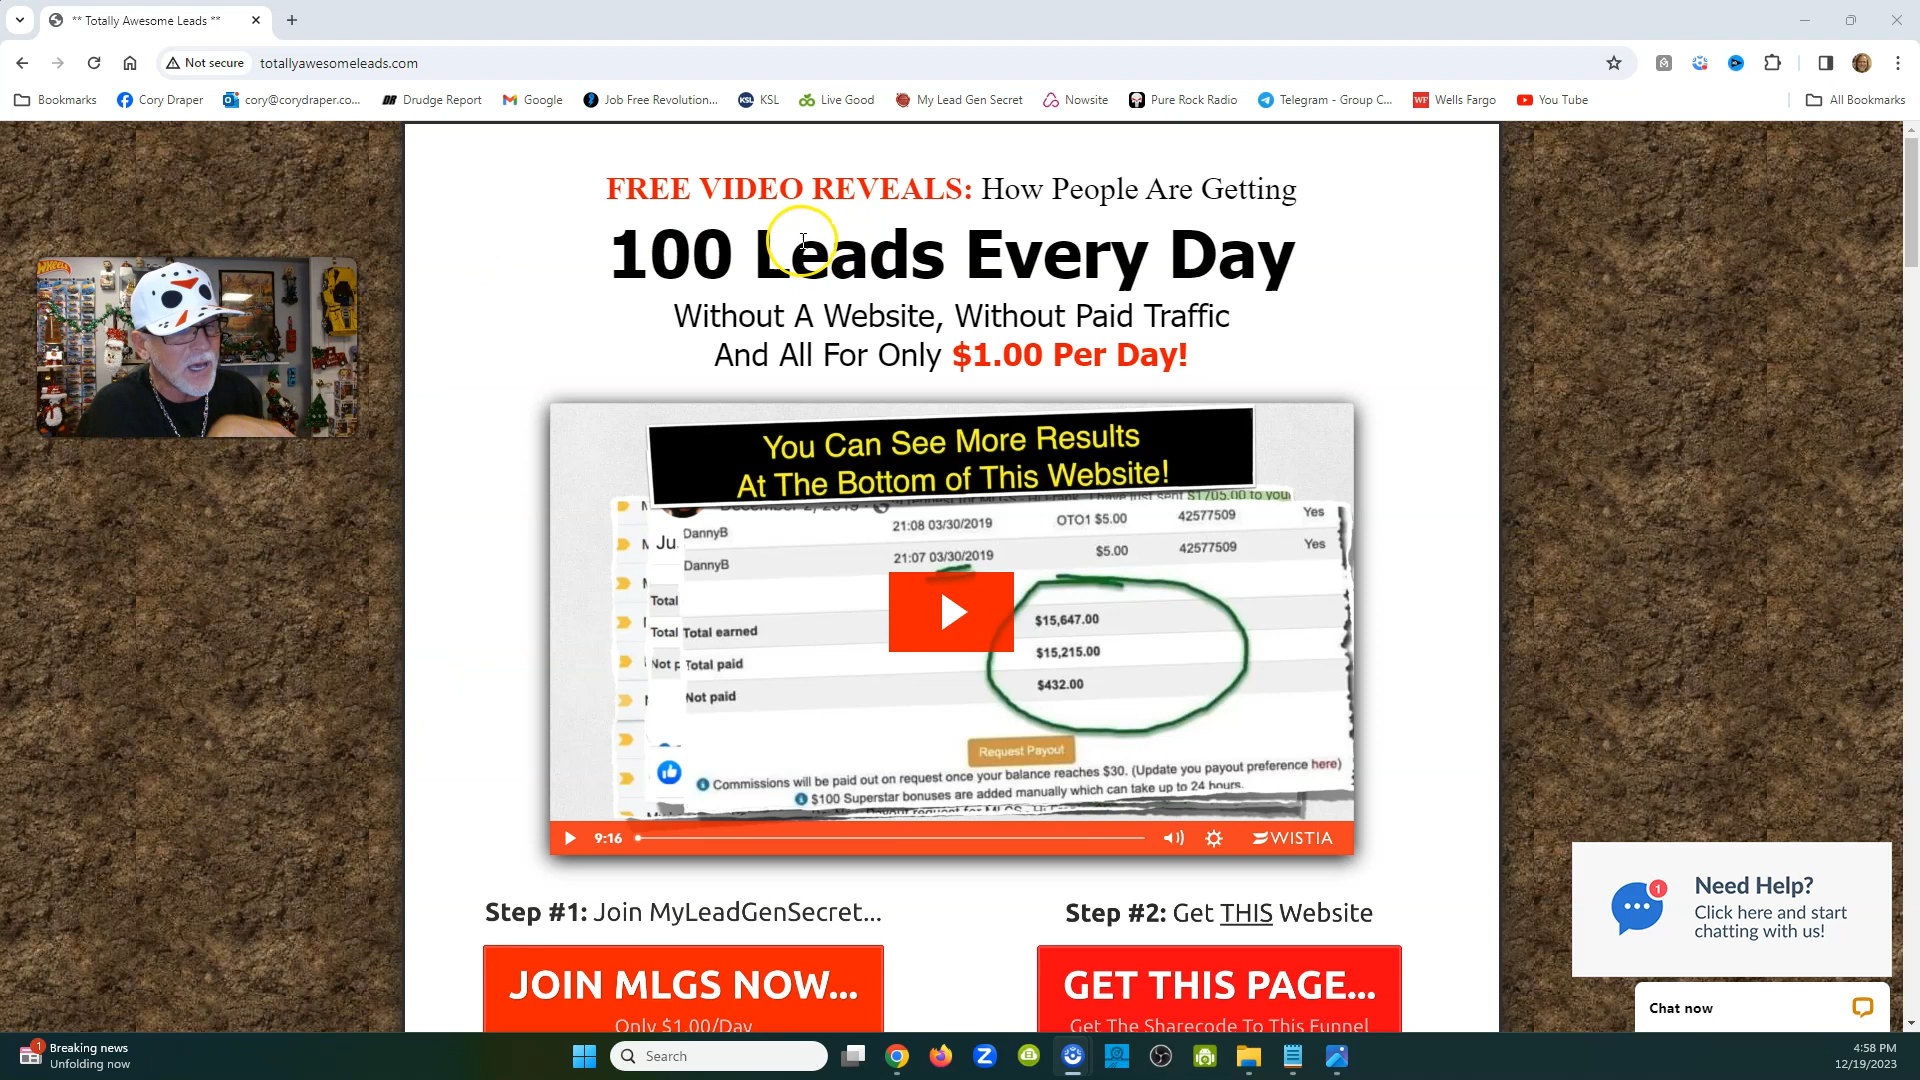 ** Totally Awesome Leads **
Not secure
totallyawesomeleads.com
Bookmarks
Cory Draper
cory@corydraper.co...
Drudge Report
Google
Job Free Revolution...
KSL
Live Good
My Lead Gen Secret
Nowsite
Pure Rock Radio
Telegram - Group C...
Wells Fargo
You Tube
All Bookmarks
FREE VIDEO REVEALS: How People Are Getting
100 Leads Every Day
Without A Website, Without Paid Traffic
And All For Only $1.00 Per Day!
WHEELS
You Can See More Results
At The Bottom of This Website!
$1705.00 to your
DannyB 21:08 03/30/2019 OTO1 $5.00 42577509 Yes
Ju
DannyB 21:07 03/30/2019 $5.00 42577509 Yes
Total
Total earned $15,647.00
Total paid $15,215.00
Not paid $432.00
Request Payout
Commissions will be paid out on request once your balance reaches $30. (Update you payout preference here)
$100 Superstar bonuses are added manually which can take up to 24 hours.
9:16
WISTIA
Step #1: Join MyLeadGenSecret...
Step #2: Get THIS Website
JOIN MLGS NOW...
Only $1.00/Day
GET THIS PAGE...
Get The Sharecode To This Funnel
1
Need Help?
Click here and start
chatting with us!
Chat now
1
Breaking news
Unfolding now
Search
4:58 PM
12/19/2023